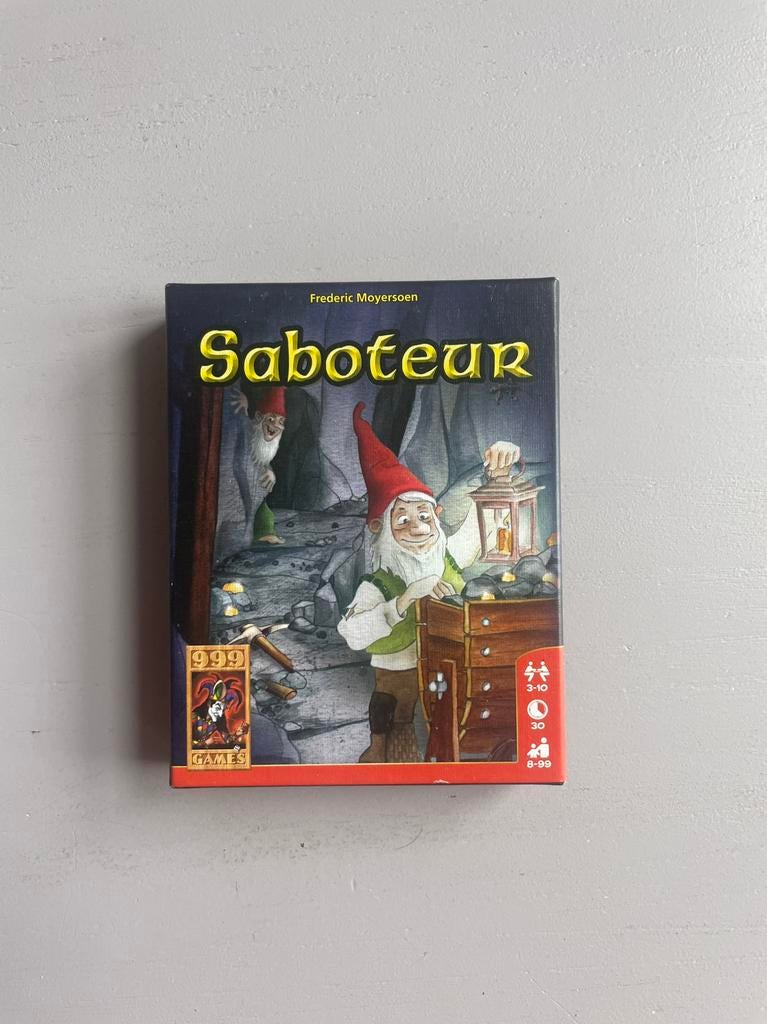 Frederic Moyersoen
Saboteur
999
GAMES
3-10
30
8-99